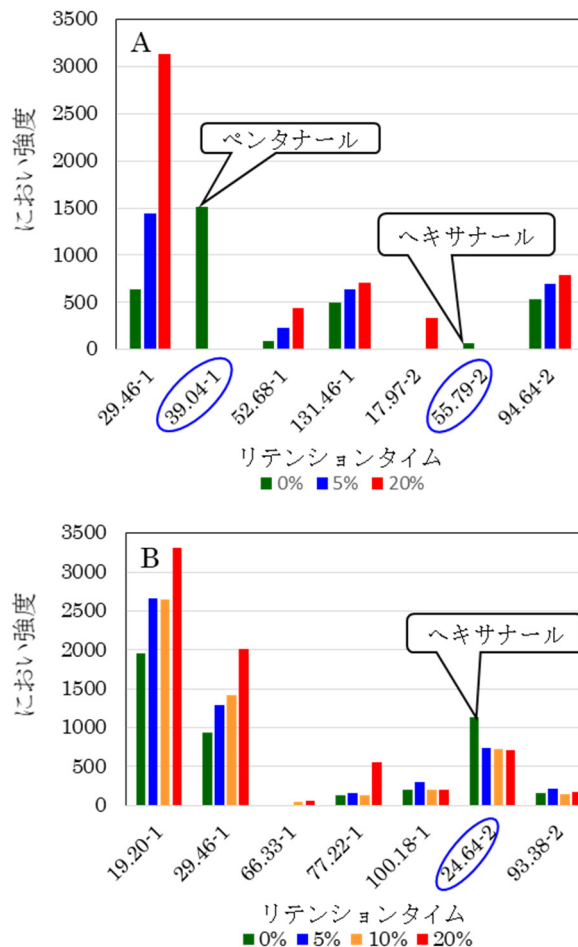 A
におい強度
3500
3000
2500
2000
1500
1000
500
0
ペンタナール
ヘキサナール
29.46-1
39.04-1
52.68-1
131.46-1
17.97-2
55.79-2
94.64-2
リテンションタイム
0% 5% 20%
B
におい強度
3500
3000
2500
2000
1500
1000
500
0
ヘキサナール
19.20-1
29.46-1
66.33-1
77.22-1
100.18-1
24.64-2
93.38-2
リテンションタイム
0% 5% 10% 20%